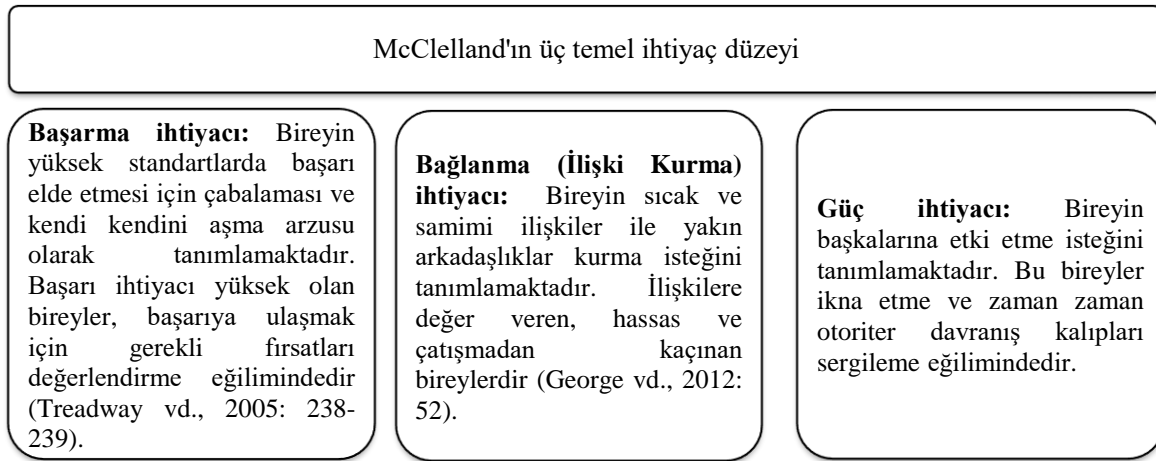 McClelland'ın üç temel ihtiyaç düzeyi
Başarma ihtiyacı: Bireyin
yüksek standartlarda başarı
elde etmesi için çabalaması ve
kendi kendini aşma arzusu
olarak tanımlamaktadır.
Başarı ihtiyacı yüksek olan
bireyler, başarıya ulaşmak
için gerekli fırsatları
değerlendirme eğilimindedir
(Treadway vd., 2005: 238-
239).
Bağlanma (İlişki Kurma)
ihtiyacı: Bireyin sıcak ve
samimi ilişkiler ile yakın
arkadaşlıklar kurma isteğini
tanımlamaktadır. İlişkilere
değer veren, hassas ve
çatışmadan kaçınan
bireylerdir (George vd., 2012:
52).
Güç ihtiyacı: Bireyin
başkalarına etki etme isteğini
tanımlamaktadır. Bu bireyler
ikna etme ve zaman zaman
otoriter davranış kalıpları
sergileme eğilimindedir.